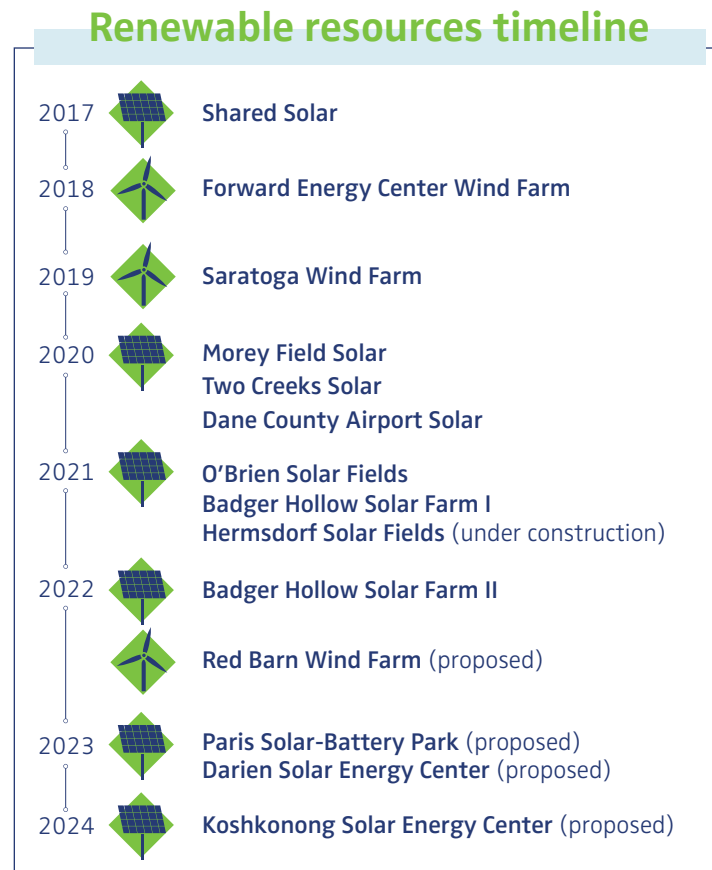 Renewable resources timeline
2017 Shared Solar
2018 Forward Energy Center Wind Farm
2019 Saratoga Wind Farm
2020 Morey Field Solar
Two Creeks Solar
Dane County Airport Solar
2021 O'Brien Solar Fields
Badger Hollow Solar Farm I
Hermsdorf Solar Fields (under construction)
2022 Badger Hollow Solar Farm II
Red Barn Wind Farm (proposed)
2023 Paris Solar-Battery Park (proposed)
Darien Solar Energy Center (proposed)
2024 Koshkonong Solar Energy Center (proposed)